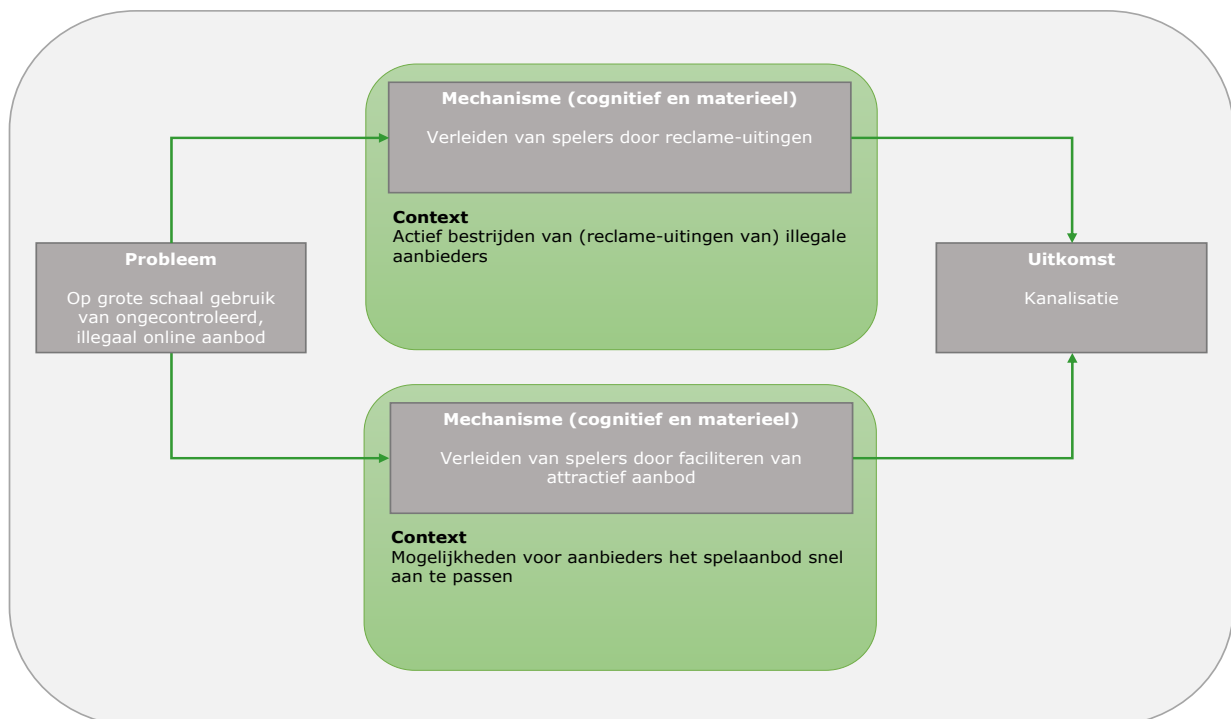 Mechanisme (cognitief en materieel)
Verleiden van spelers door reclame-uitingen
Context
Actief bestrijden van (reclame-uitingen van) illegale
aanbieders
Probleem
Op grote schaal gebruik
van ongecontroleerd,
illegaal online aanbod
Uitkomst
Kanalisatie
Mechanisme (cognitief en materieel)
Verleiden van spelers door faciliteren van
attractief aanbod
Context
Mogelijkheden voor aanbieders het spelaanbod snel
aan te passen